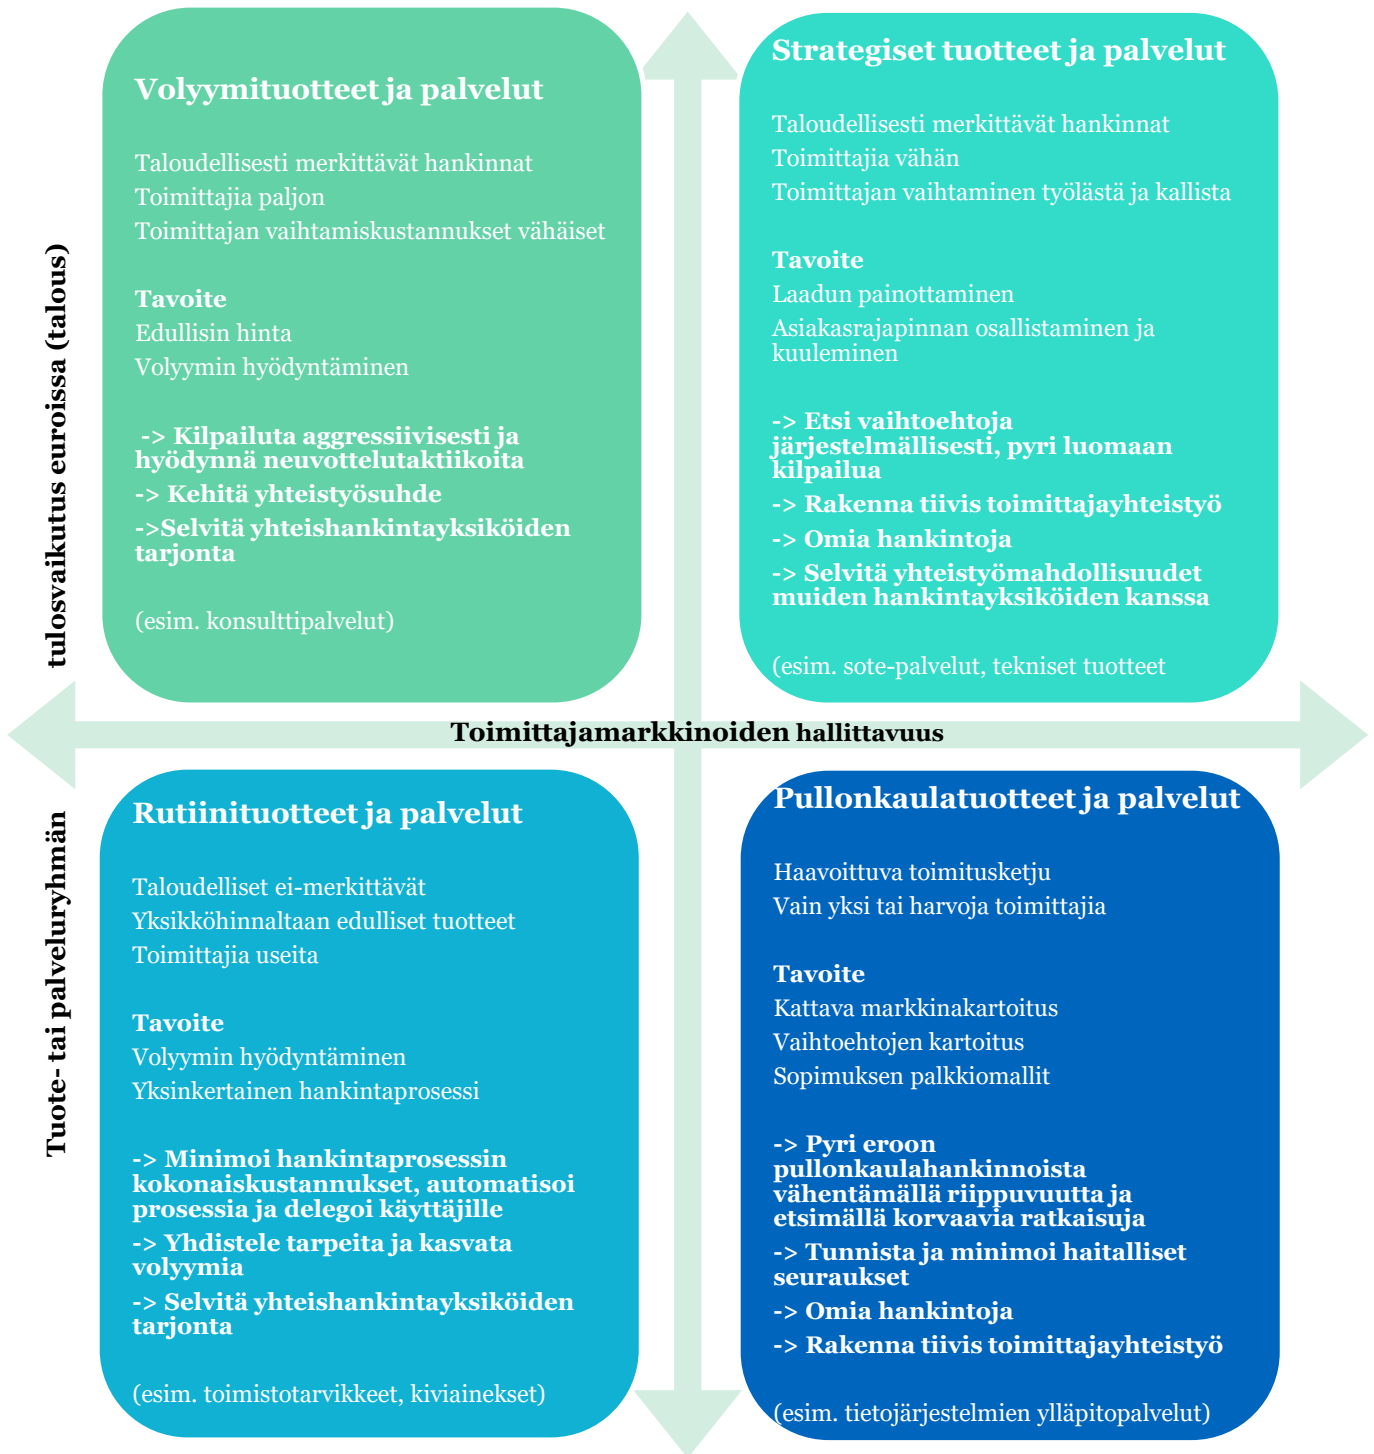 Volyymituotteet ja palvelut
Taloudellisesti merkittävät hankinnat
Toimittajia paljon
Toimittajan vaihtamiskustannukset vähäiset
Tavoite
Edullisin hinta
Volyymin hyödyntäminen
-> Kilpailuta aggressiivisesti ja
hyödynnä neuvottelutaktiikoita
-> Kehitä yhteistyösuhde
->Selvitä yhteishankintayksiköiden
tarjonta
(esim. konsulttipalvelut)
Strategiset tuotteet ja palvelut
Taloudellisesti merkittävät hankinnat
Toimittajia vähän
Toimittajan vaihtaminen työlästä ja kallista
Tavoite
Laadun painottaminen
Asiakasrajapinnan osallistaminen ja
kuuleminen
-> Etsi vaihtoehtoja
järjestelmällisesti, pyri luomaan
kilpailua
-> Rakenna tiivis toimittajayhteistyö
-> Omia hankintoja
-> Selvitä yhteistyömahdollisuudet
muiden hankintayksiköiden kanssa
(esim. sote-palvelut, tekniset tuotteet
Toimittajamarkkinoiden hallittavuus
Tuote- tai palveluryhmän tulosvaikutus euroissa (talous)
Rutiinituotteet ja palvelut
Taloudelliset ei-merkittävät
Yksikköhinnaltaan edulliset tuotteet
Toimittajia useita
Tavoite
Volyymin hyödyntäminen
Yksinkertainen hankintaprosessi
-> Minimoi hankintaprosessin
kokonaiskustannukset, automatisoi
prosessia ja delegoi käyttäjille
-> Yhdistele tarpeita ja kasvata
volyymia
-> Selvitä yhteishankintayksiköiden
tarjonta
(esim. toimistotarvikkeet, kiviainekset)
Pullonkaulatuotteet ja palvelut
Haavoittuva toimitusketju
Vain yksi tai harvoja toimittajia
Tavoite
Kattava markkinakartoitus
Vaihtoehtojen kartoitus
Sopimuksen palkkiomallit
-> Pyri eroon
pullonkaulahankinnoista
vähentämällä riippuvuutta ja
etsimällä korvaavia ratkaisuja
-> Tunnista ja minimoi haitalliset
seuraukset
-> Omia hankintoja
-> Rakenna tiivis toimittajayhteistyö
(esim. tietojärjestelmien ylläpitopalvelut)